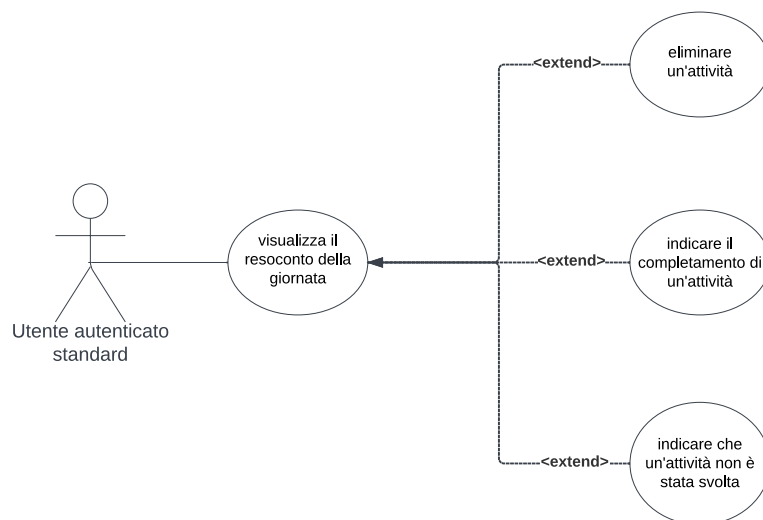 <extend>
eliminare
un'attività
visualizza il
resoconto della
giornata
<extend>
indicare il
completamento di
un'attività
Utente autenticato
standard
<extend>
indicare che
un'attività non è
stata svolta